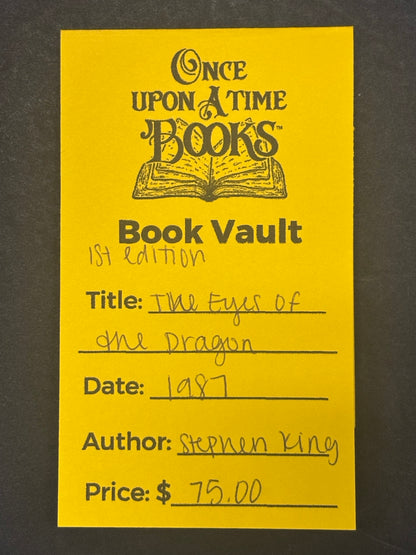 ONCE
UPON A TIME
BOOKS™
Book Vault
1st edition
Title: The Eyes of
the Dragon
Date: 1987
Author: Stephen King
Price: $ 75.00